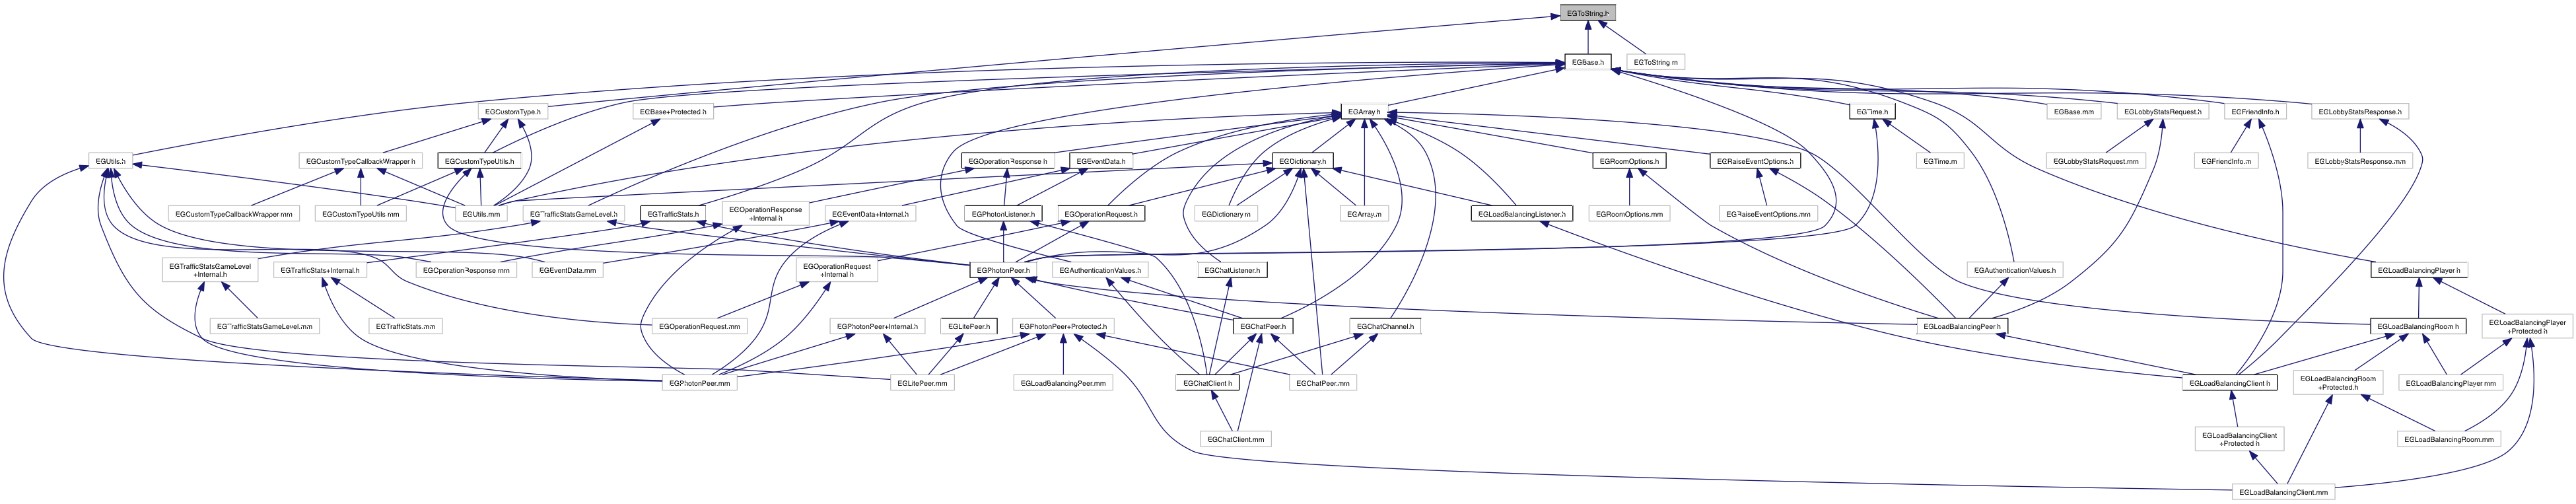 EGToString.h
EGBase.h
EGToString.m
EGCustomType.h
EGBase+Protected.h
EGArray.h
EGTime.h
EGBase.mm
EGLobbyStatsRequest.h
EGFriendInfo.h
EGLobbyStatsResponse.h
EGUtils.h
EGCustomTypeCallbackWrapper.h
EGCustomTypeUtils.h
EGOperationResponse.h
EGEventData.h
EGDictionary.h
EGRoomOptions.h
EGRaiseEventOptions.h
EGTime.m
EGLobbyStatsRequest.mm
EGFriendInfo.m
EGLobbyStatsResponse.mm
EGCustomTypeCallbackWrapper.mm
EGCustomTypeUtils.mm
EGUtils.mm
EGTrafficStatsGameLevel.h
EGTrafficStats.h
EGOperationResponse
+Internal.h
EGEventData+Internal.h
EGPhotonListener.h
EGOperationRequest.h
EGDictionary.m
EGArray.m
EGLoadBalancingListener.h
EGRoomOptions.mm
EGRaiseEventOptions.mm
EGTrafficStatsGameLevel
+Internal.h
EGTrafficStats+Internal.h
EGOperationResponse.mm
EGEventData.mm
EGOperationRequest
+Internal.h
EGPhotonPeer.h
EGAuthenticationValues.h
EGChatListener.h
EGAuthenticationValues.h
EGLoadBalancingPlayer.h
EGTrafficStatsGameLevel.mm
EGTrafficStats.mm
EGOperationRequest.mm
EGPhotonPeer+Internal.h
EGLitePeer.h
EGPhotonPeer+Protected.h
EGChatPeer.h
EGChatChannel.h
EGLoadBalancingPeer.h
EGLoadBalancingRoom.h
EGLoadBalancingPlayer
+Protected.h
EGPhotonPeer.mm
EGLitePeer.mm
EGLoadBalancingPeer.mm
EGChatClient.h
EGChatPeer.mm
EGLoadBalancingClient.h
EGLoadBalancingRoom
+Protected.h
EGLoadBalancingPlayer.mm
EGChatClient.mm
EGLoadBalancingClient
+Protected.h
EGLoadBalancingRoom.mm
EGLoadBalancingClient.mm